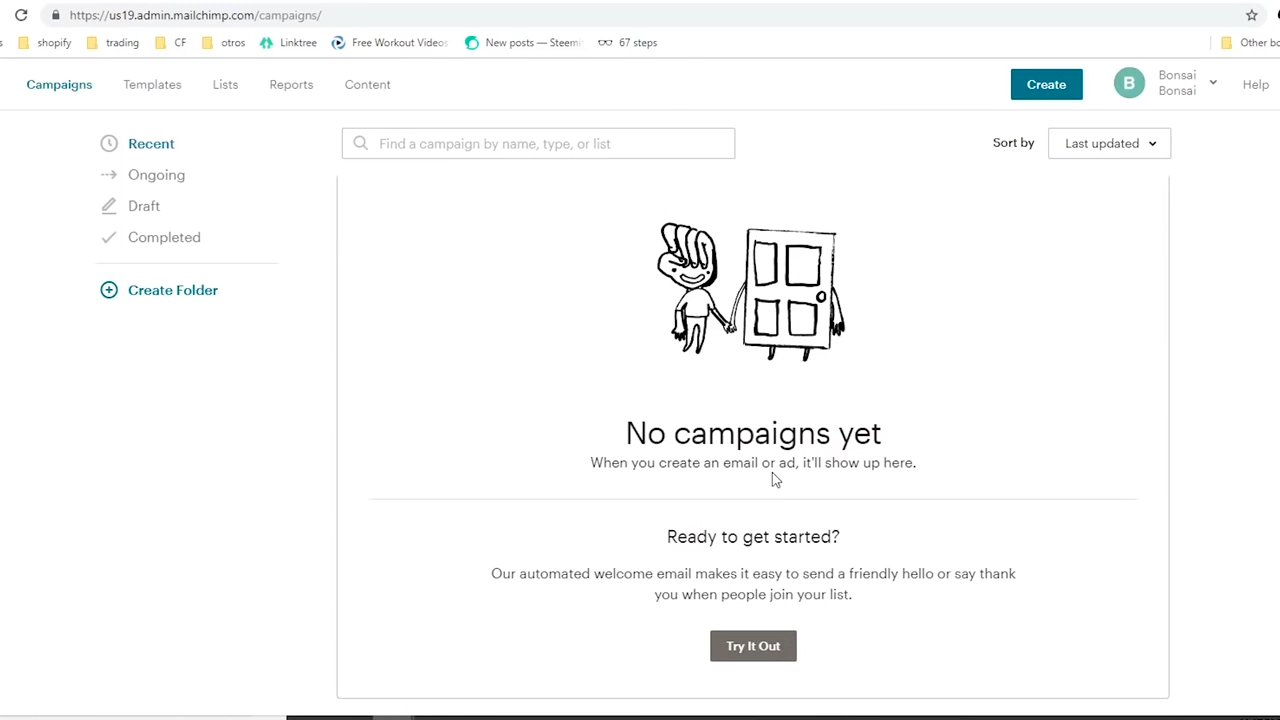 https://us19.admin.mailchimp.com/campaigns/
s shopify trading CF otros Linktree Free Workout Videos New posts — Steemi 67 steps Other bo
Campaigns Templates Lists Reports Content Create B Bonsai Bonsai Help
Recent
Ongoing
Draft
Completed
Create Folder
Find a campaign by name, type, or list Sort by Last updated
No campaigns yet
When you create an email or ad, it'll show up here.
Ready to get started?
Our automated welcome email makes it easy to send a friendly hello or say thank
you when people join your list.
Try It Out